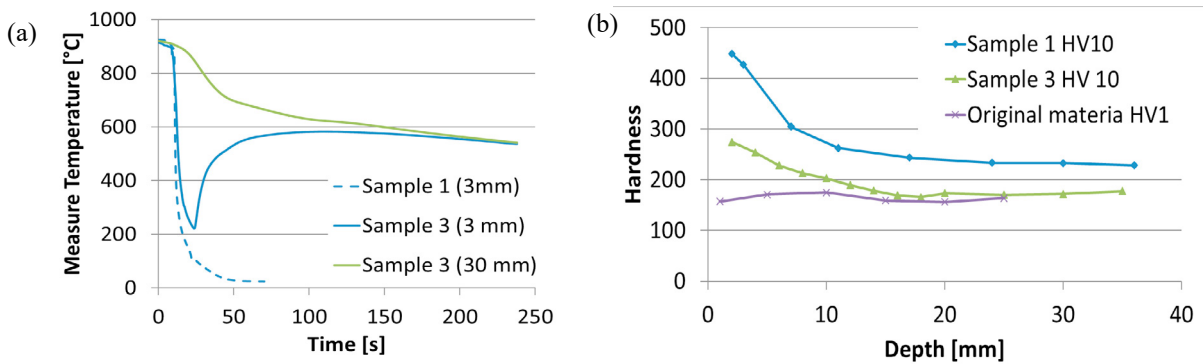 (a)
Measure Temperature [°C]
1000
800
600
400
200
0
Sample 1 (3mm)
Sample 3 (3 mm)
Sample 3 (30 mm)
0 50 100 150 200 250
Time [s]
(b)
Hardness
500
400
300
200
100
0
Sample 1 HV10
Sample 3 HV 10
Original materia HV1
0 10 20 30 40
Depth [mm]